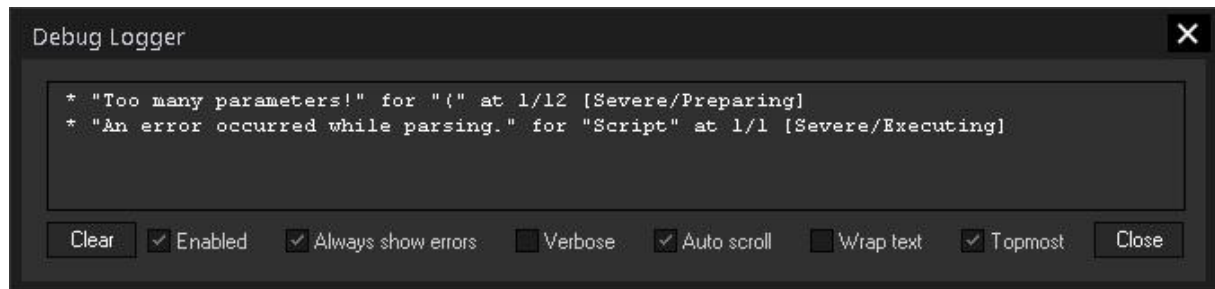 Debug Logger
* "Too many parameters!" for "(" at 1/12 [Severe/Preparing]
* "An error occurred while parsing." for "Script" at 1/1 [Severe/Executing]
Clear Enabled Always show errors Verbose Auto scroll Wrap text Topmost Close